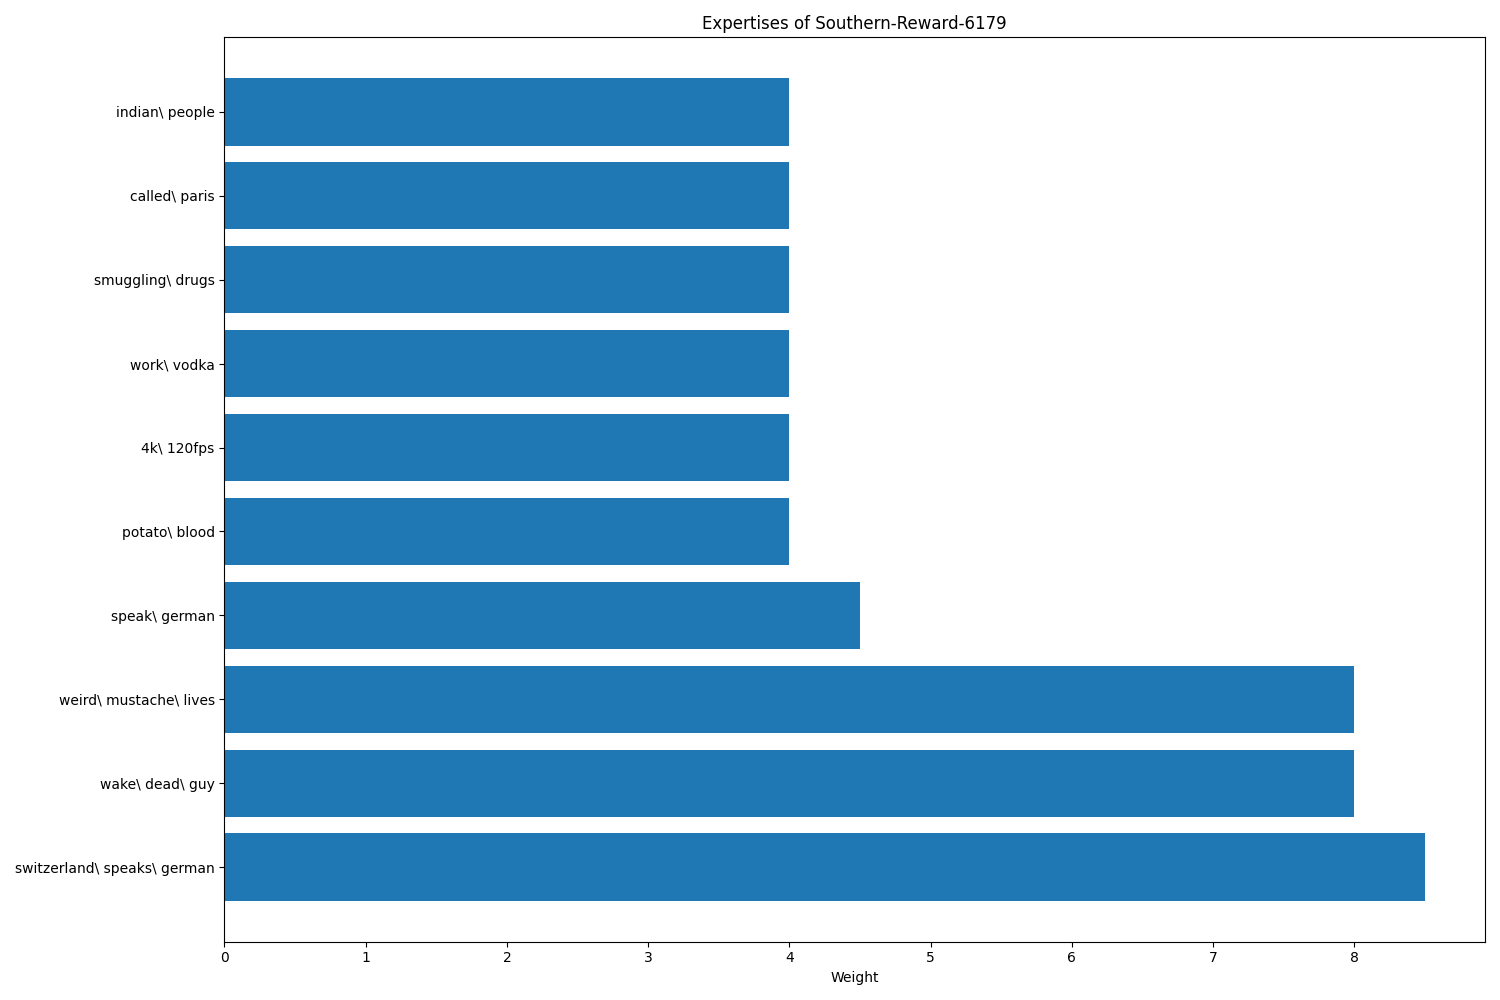 Expertises of Southern-Reward-6179
indian\ people
called\ paris
smuggling\ drugs
work\ vodka
4k\ 120fps
potato\ blood
speak\ german
weird\ mustache\ lives
wake\ dead\ guy
switzerland\ speaks\ german
0 1 2 3 4 5 6 7 8
Weight